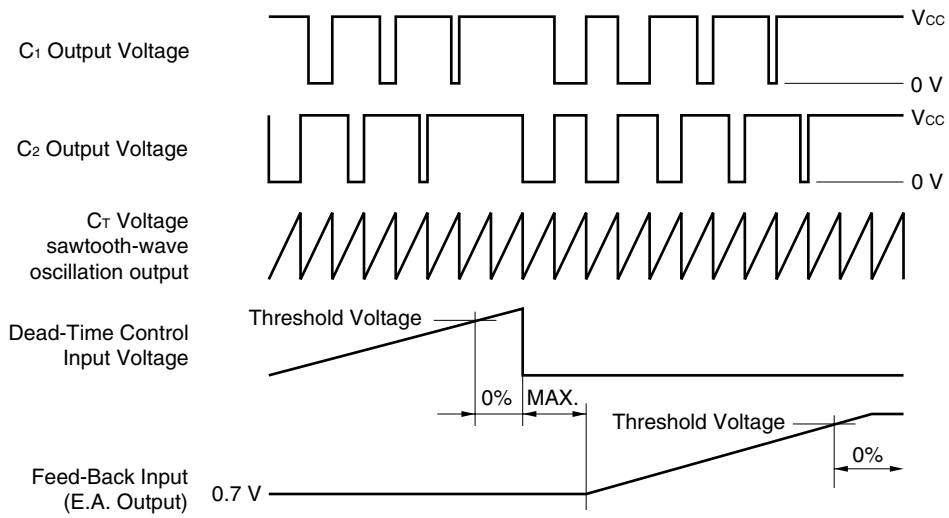 VCC
C1 Output Voltage
0 V
VCC
C2 Output Voltage
0 V
CT Voltage
sawtooth-wave
oscillation output
Threshold Voltage
Dead-Time Control
Input Voltage
0%
MAX.
Threshold Voltage
0%
Feed-Back Input
(E.A. Output)
0.7 V